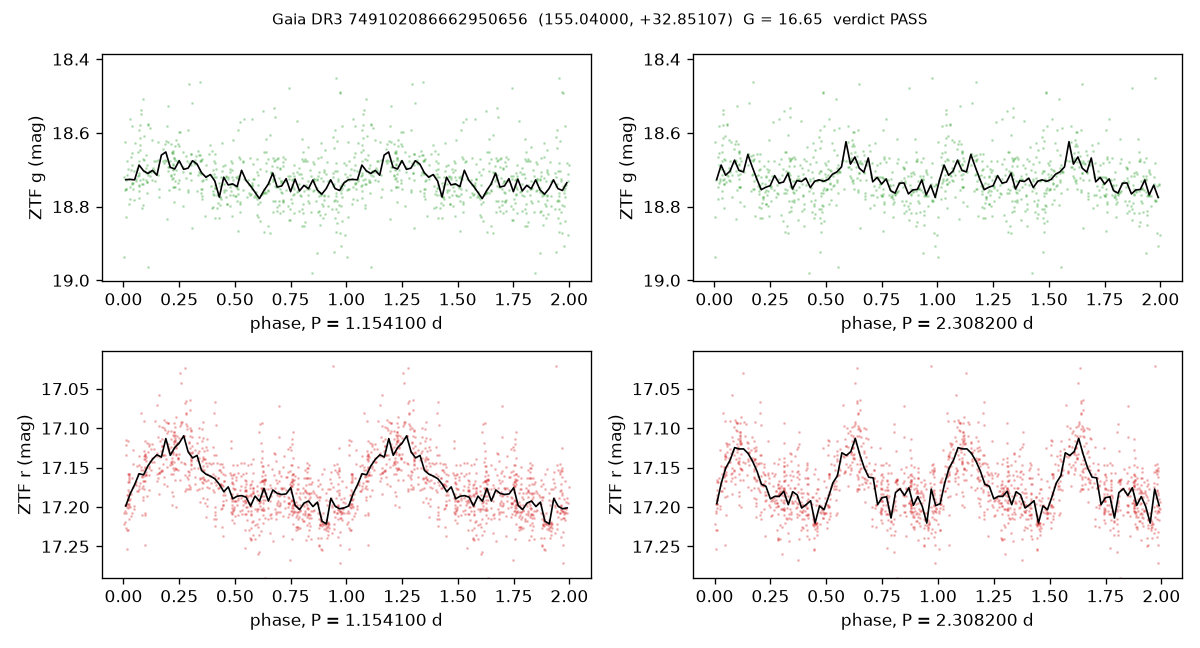 Gaia DR3 749102086662950656  (155.04000, +32.85107)  G = 16.65  verdict PASS
ZTF g (mag)
18.4
18.6
18.8
19.0
0.00 0.25 0.50 0.75 1.00 1.25 1.50 1.75 2.00
phase, P = 1.154100 d
ZTF g (mag)
18.4
18.6
18.8
19.0
0.00 0.25 0.50 0.75 1.00 1.25 1.50 1.75 2.00
phase, P = 2.308200 d
ZTF r (mag)
17.05
17.10
17.15
17.20
17.25
0.00 0.25 0.50 0.75 1.00 1.25 1.50 1.75 2.00
phase, P = 1.154100 d
ZTF r (mag)
17.05
17.10
17.15
17.20
17.25
0.00 0.25 0.50 0.75 1.00 1.25 1.50 1.75 2.00
phase, P = 2.308200 d